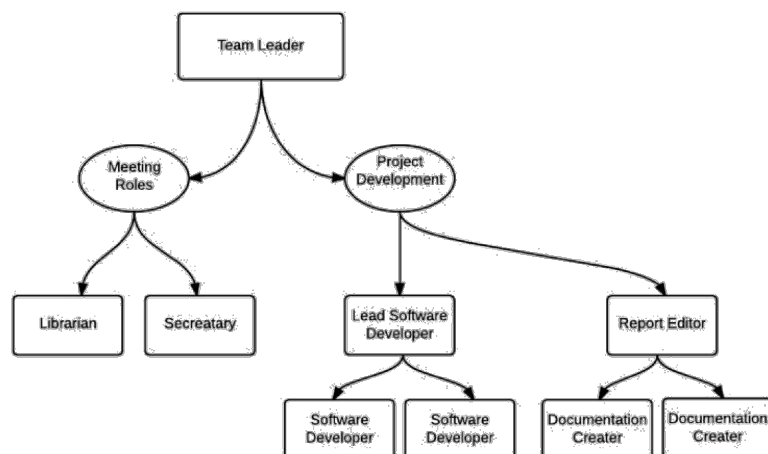 Team Leader
Meeting
Roles
Project
Development
Librarian
Secreatary
Lead Software
Developer
Report Editor
Software
Developer
Software
Developer
Documentation
Creater
Documentation
Creater